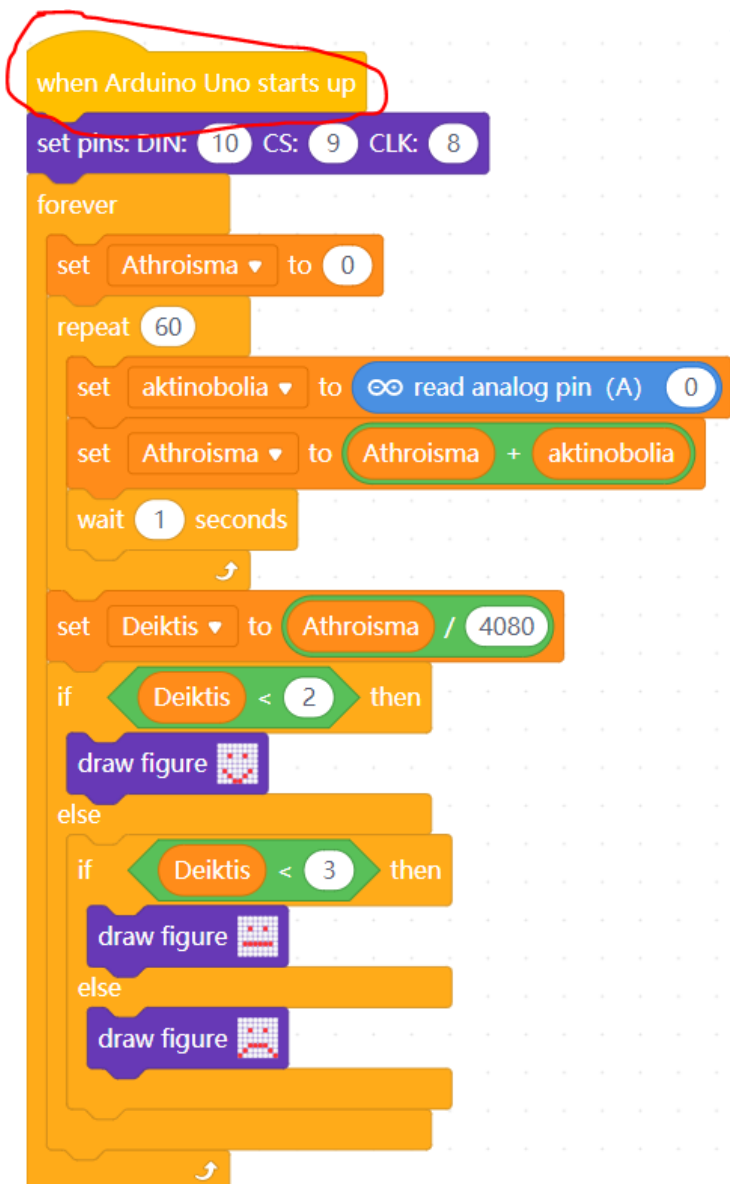 when Arduino Uno starts up
set pins: DIN: 10 CS: 9 CLK: 8
forever
set Athroisma to 0
repeat 60
set aktinobolia to read analog pin (A) 0
set Athroisma to Athroisma + aktinobolia
wait 1 seconds
set Deiktis to Athroisma / 4080
if Deiktis < 2 then
draw figure
else
if Deiktis < 3 then
draw figure
else
draw figure